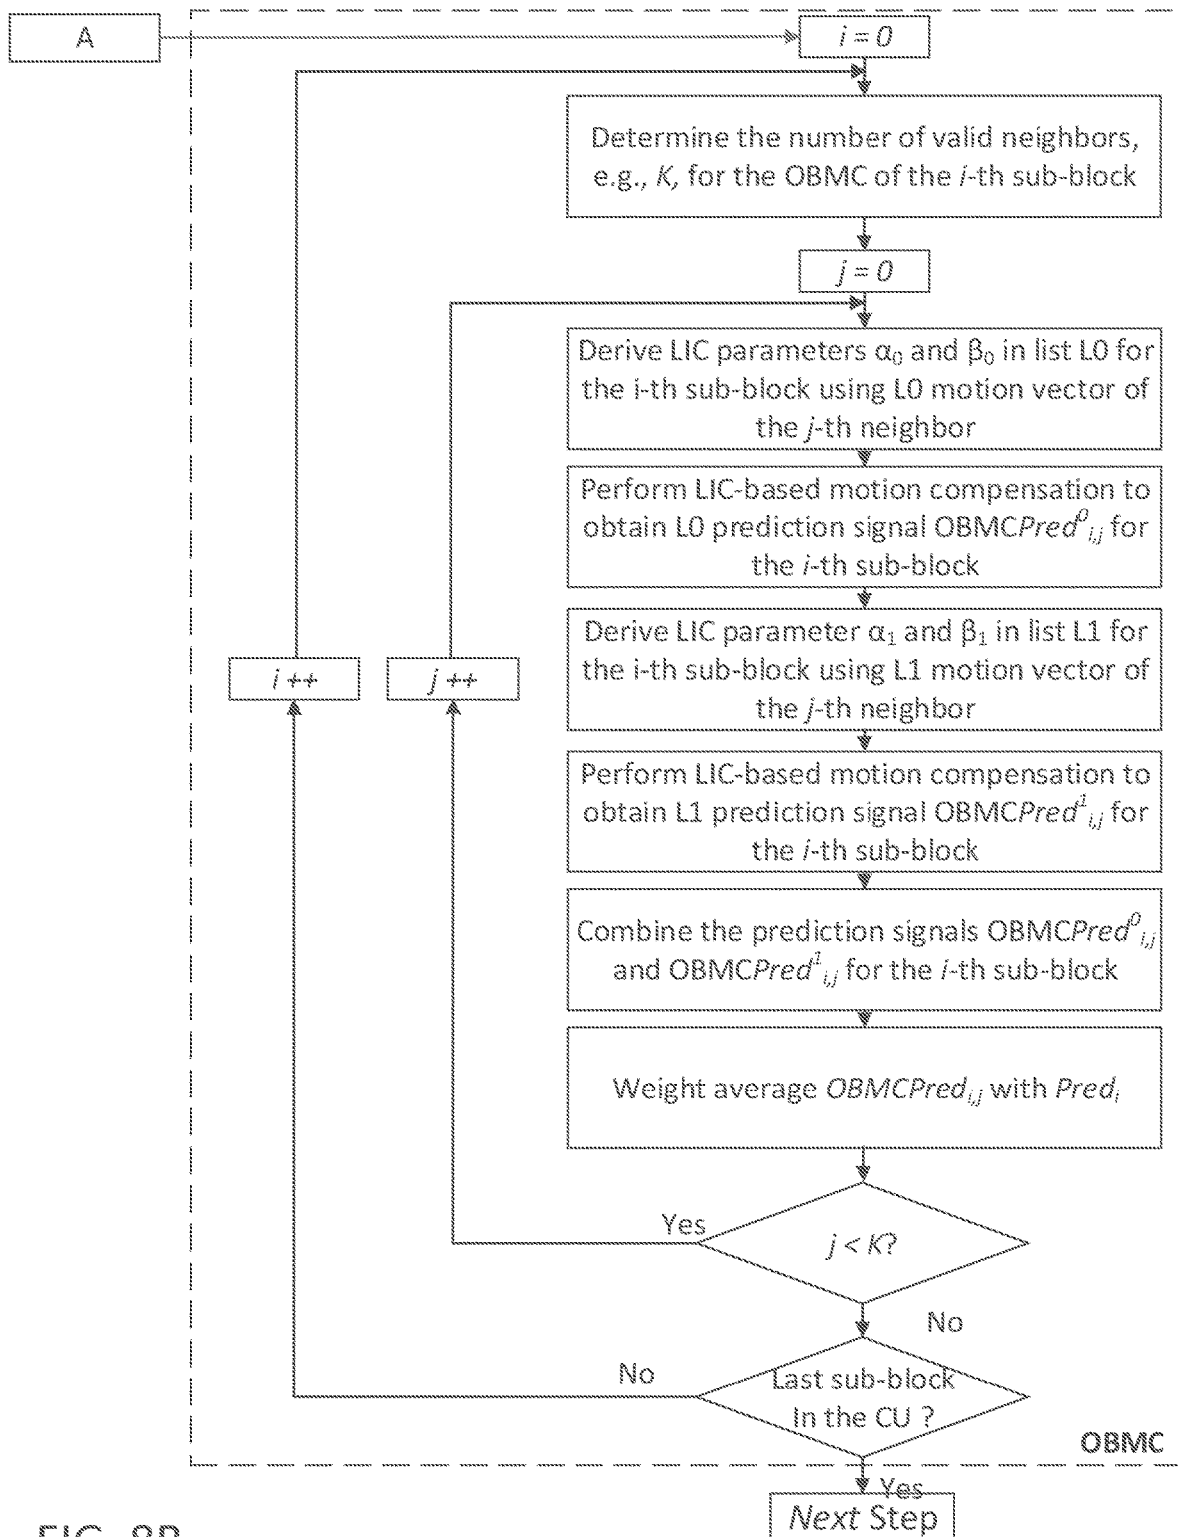 A
i = 0
Determine the number of valid neighbors,
e.g., K, for the OBMC of the i-th sub-block
j = 0
Derive LIC parameters α₀ and β₀ in list L0 for
the i-th sub-block using L0 motion vector of
the j-th neighbor
Perform LIC-based motion compensation to
obtain L0 prediction signal OBMCPred⁰ᵢ,ⱼ for
the i-th sub-block
Derive LIC parameter α₁ and β₁ in list L1 for
the i-th sub-block using L1 motion vector of
the j-th neighbor
i ++
j ++
Perform LIC-based motion compensation to
obtain L1 prediction signal OBMCPred¹ᵢ,ⱼ for
the i-th sub-block
Combine the prediction signals OBMCPred⁰ᵢ,ⱼ
and OBMCPred¹ᵢ,ⱼ for the i-th sub-block
Weight average OBMCPredᵢ,ⱼ with Predᵢ
Yes
j < K?
No
No
Last sub-block
In the CU ?
OBMC
Yes
Next Step
FIG. 8B